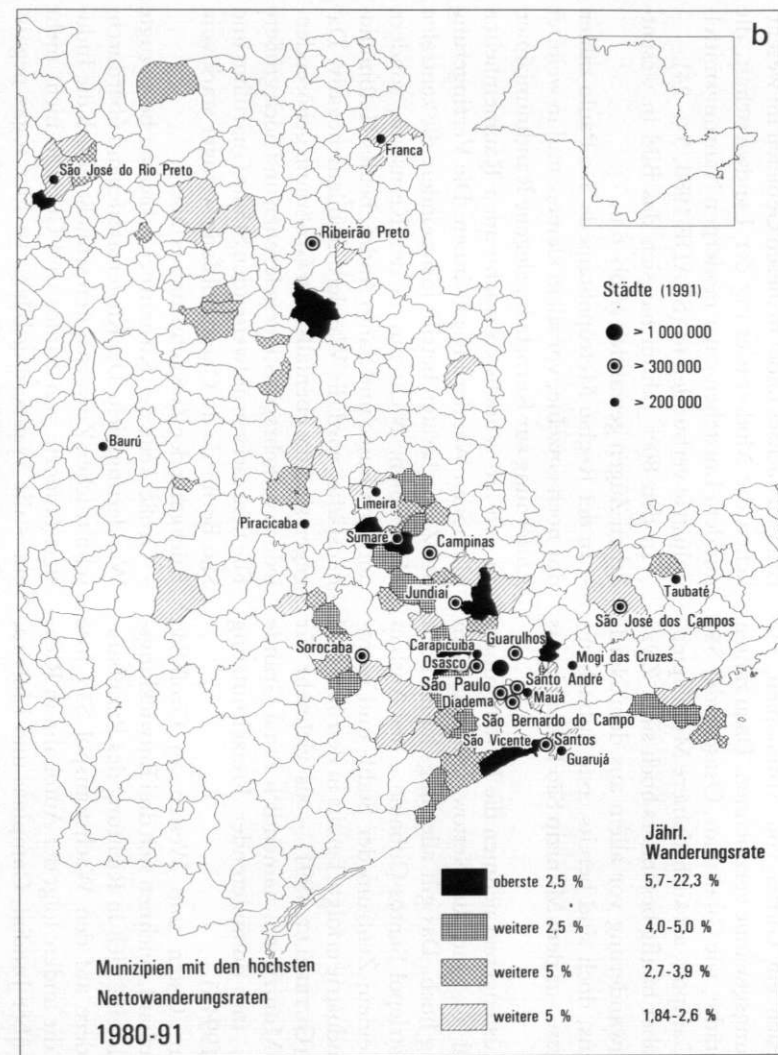 b
Franca
São José do Rio Preto
Ribeirão Preto
Städte (1991)
> 1 000 000
> 300 000
> 200 000
Baurú
Limeira
Piracicaba
Sumaré
Campinas
Taubaté
Jundiaí
São José dos Campos
Carapicuiba
Guarulhos
Sorocaba
Osasco
Mogi das Cruzes
São Paulo
Santo André
Mauá
Diadema
São Bernardo do Campo
São Vicente
Santos
Guarujá
Jährl.
Wanderungsrate
oberste 2,5 % 5,7-22,3 %
weitere 2,5 % 4,0-5,0 %
weitere 5 % 2,7-3,9 %
weitere 5 % 1,84-2,6 %
Munizipien mit den höchsten
Nettowanderungsraten
1980-91